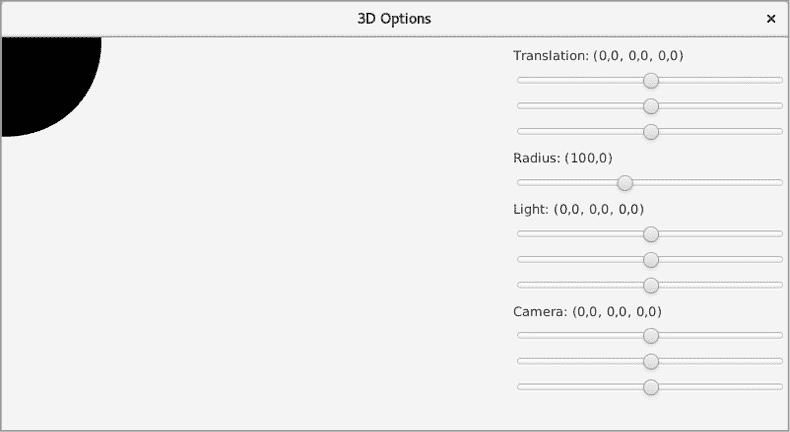 3D Options
Translation: (0,0, 0,0, 0,0)
Radius: (100,0)
Light: (0,0, 0,0, 0,0)
Camera: (0,0, 0,0, 0,0)